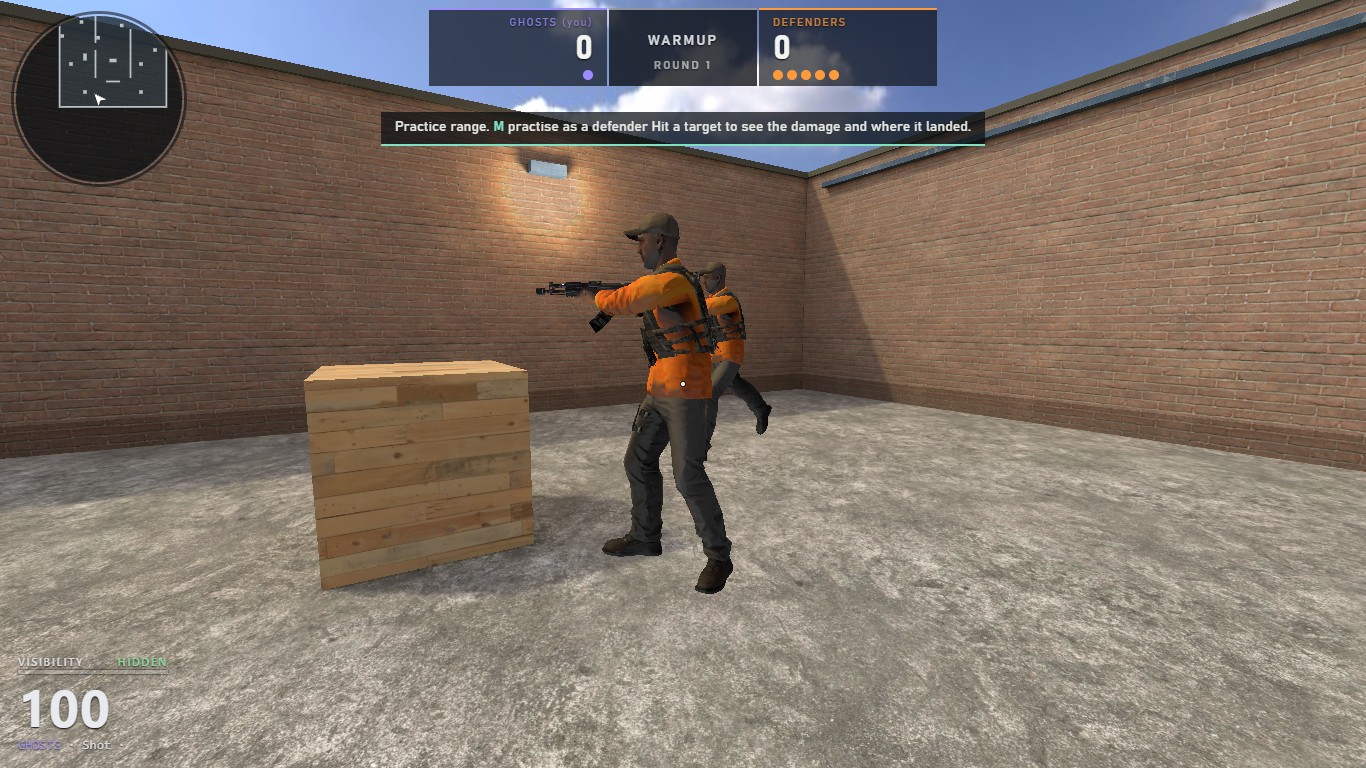 GHOSTS (you)
0
WARMUP
ROUND 1
DEFENDERS
0
Practice range. M practise as a defender Hit a target to see the damage and where it landed.
VISIBILITY HIDDEN
100
GHOSTS · Shot